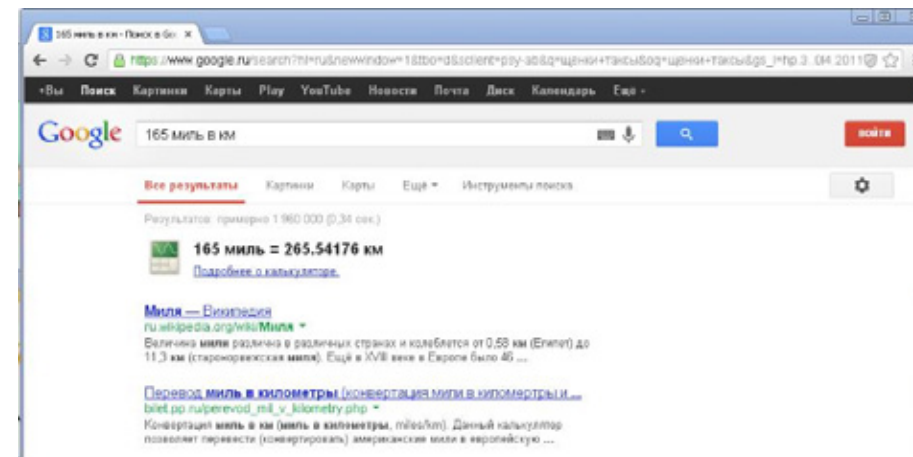 165 миль в км - Поиск в Go
https://www.google.ru/search?hl=ru&newwindow=1&tbo=d&sclient=psy-ab&q=щенки+таксы&oq=щенки+таксы&gs_l=hp.3..0l4.2011
+Вы Поиск Картинки Карты Play YouTube Новости Почта Диск Календарь Ещё
Google 165 миль в км ВОЙТИ
Все результаты Картинки Карты Ещё Инструменты поиска
Результатов: примерно 1 960 000 (0,34 сек.)
165 миль = 265.54176 км
Подробнее о калькуляторе.
Миля — Википедия
ru.wikipedia.org/wiki/Миля
Величина мили различна в различных странах и колеблется от 0,58 км (Египет) до
11,3 км (старонорвежская миля). Ещё в XVIII веке в Европе было 46 ...
Перевод миль в километры (конвертация мили в километры и ...
bilet.pp.ru/perevod_mil_v_kilometry.php
Конвертация миль в км (миль в километры, miles/km). Данный калькулятор
позволяет перевести (конвертировать) американские мили в европейскую ...